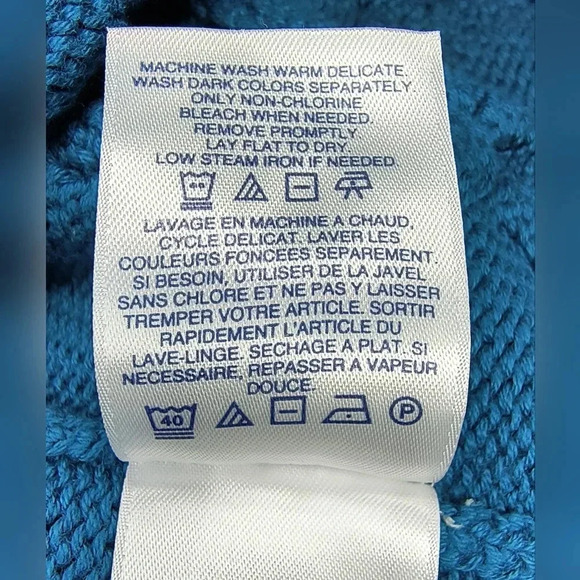 MACHINE WASH WARM DELICATE.
WASH DARK COLORS SEPARATELY.
ONLY NON-CHLORINE
BLEACH WHEN NEEDED.
REMOVE PROMPTLY.
LAY FLAT TO DRY.
LOW STEAM IRON IF NEEDED.
LAVAGE EN MACHINE A CHAUD,
CYCLE DELICAT. LAVER LES
COULEURS FONCEES SEPAREMENT.
SI BESOIN, UTILISER DE LA JAVEL
SANS CHLORE ET NE PAS Y LAISSER
TREMPER VOTRE ARTICLE. SORTIR
RAPIDEMENT L'ARTICLE DU
LAVE-LINGE. SECHAGE A PLAT. SI
NECESSAIRE, REPASSER A VAPEUR
DOUCE.
40 P